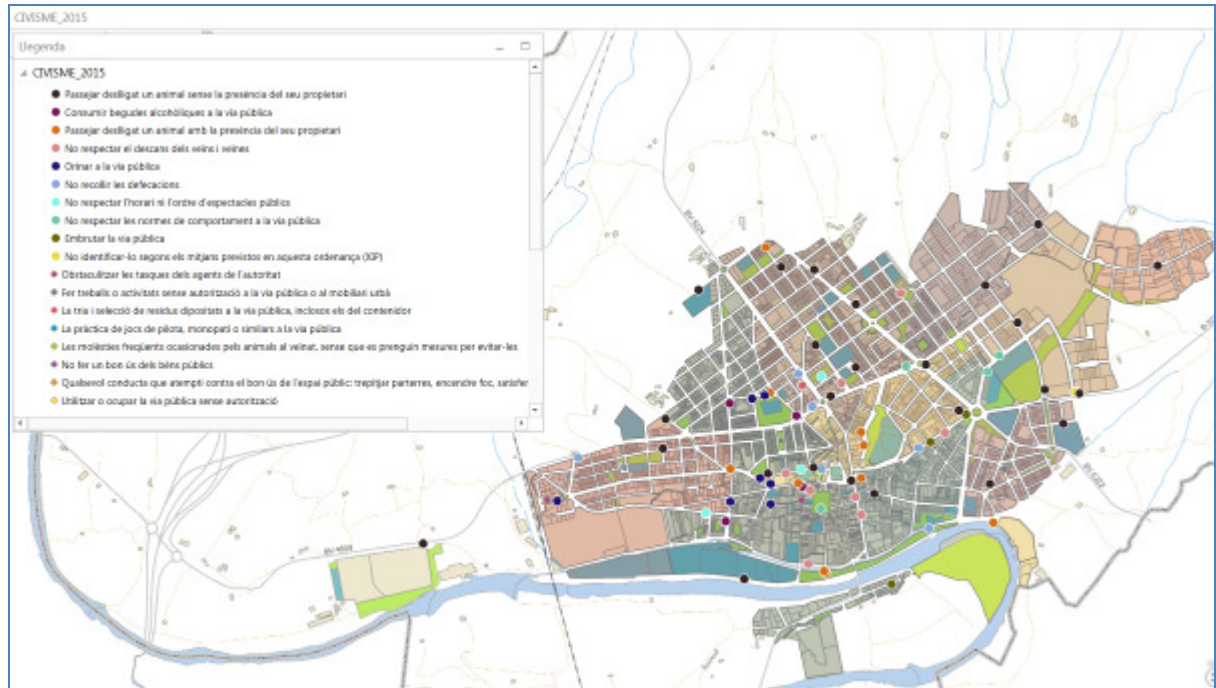 CIVISME_2015
Llegenda
CIVISME_2015
Passejar deslligat un animal sense la presència del seu propietari
Consumir begudes alcohòliques a la via pública
Passejar deslligat un animal amb la presència del seu propietari
No respectar el descans dels veïns i veïnes
Orinar a la via pública
No recollir les defecacions
No respectar l'horari ni l'ordre d'espectacles públics
No respectar les normes de comportament a la via pública
Embrutar la via pública
No identificar-lo segons els mitjans previstos en aquesta ordenança (XIP)
Obstaculitzar les tasques dels agents de l'autoritat
Fer treballs o activitats sense autorització a la via pública o al mobiliari urbà
La tria i selecció de residus dipositats a la via pública, inclosos els del contenidor
La pràctica de jocs de pilota, monopatí o similars a la via pública
Les molèsties freqüents ocasionades pels animals al veïnat, sense que es prenguin mesures per evitar-les
No fer un bon ús dels béns públics
Qualsevol conducta que atempti contra el bon ús de l'espai públic: trepitjar parterres, encendre foc, satisfer
Utilitzar o ocupar la via pública sense autorització